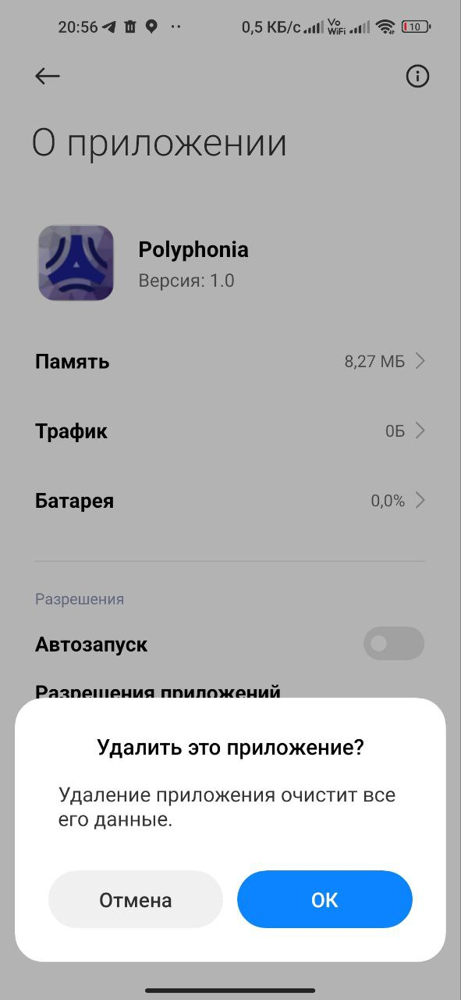 20:56 0,5 КБ/с Vo WiFi 10
О приложении
Polyphonia
Версия: 1.0
Память 8,27 МБ
Трафик 0Б
Батарея 0,0%
Разрешения
Автозапуск
Разрешения приложений
Удалить это приложение?
Удаление приложения очистит все
его данные.
Отмена ОК